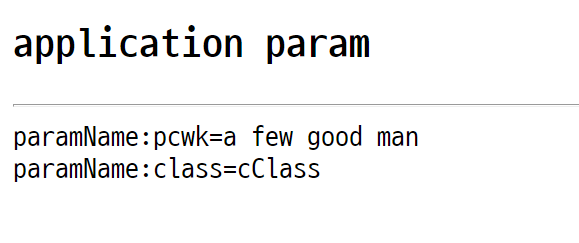 application param
paramName:pcwk=a few good man
paramName:class=cClass